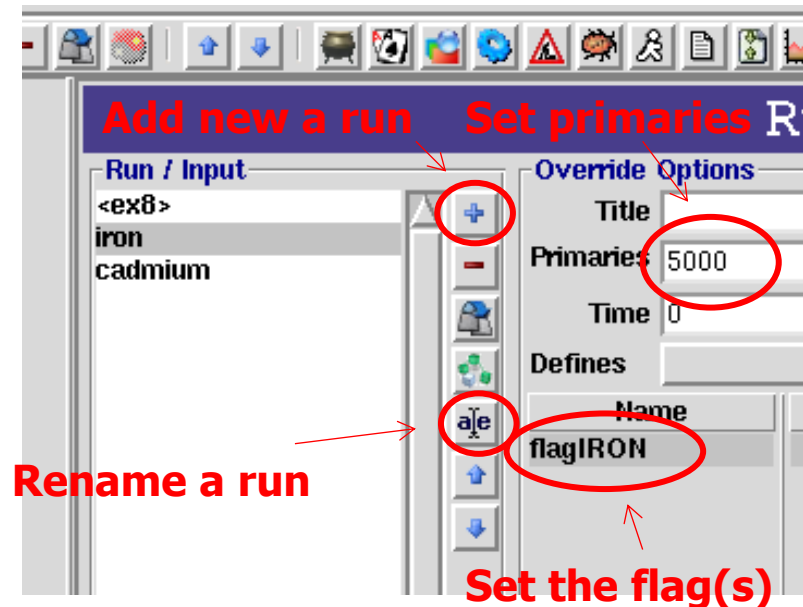 Add new a run Set primaries R
Run / Input
<ex8>
iron
cadmium
Override Options
Title
Primaries 5000
Time 0
Defines
Name
flagIRON
a e
Rename a run
Set the flag(s)